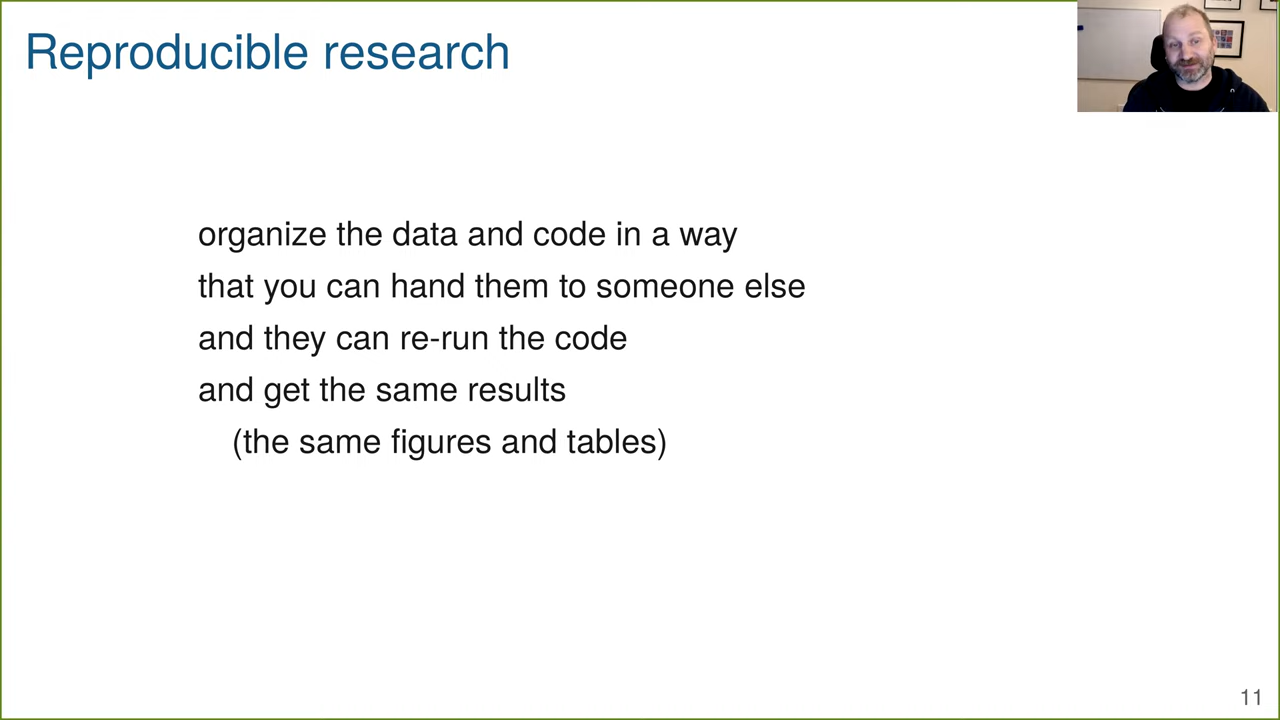 Reproducible research
organize the data and code in a way
that you can hand them to someone else
and they can re-run the code
and get the same results
(the same figures and tables)
11